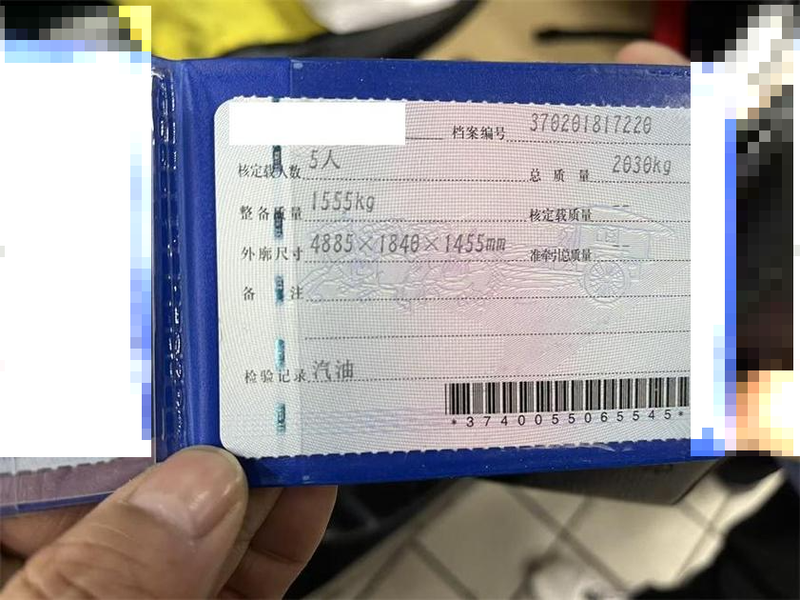 档案编号 370201817220
核定载人数 5人 总质量 2030kg
整备质量 1555kg 核定载质量 --
外廓尺寸 4885×1840×1455mm 准牵引总质量 --
备注
检验记录 汽油
*3740055065545*